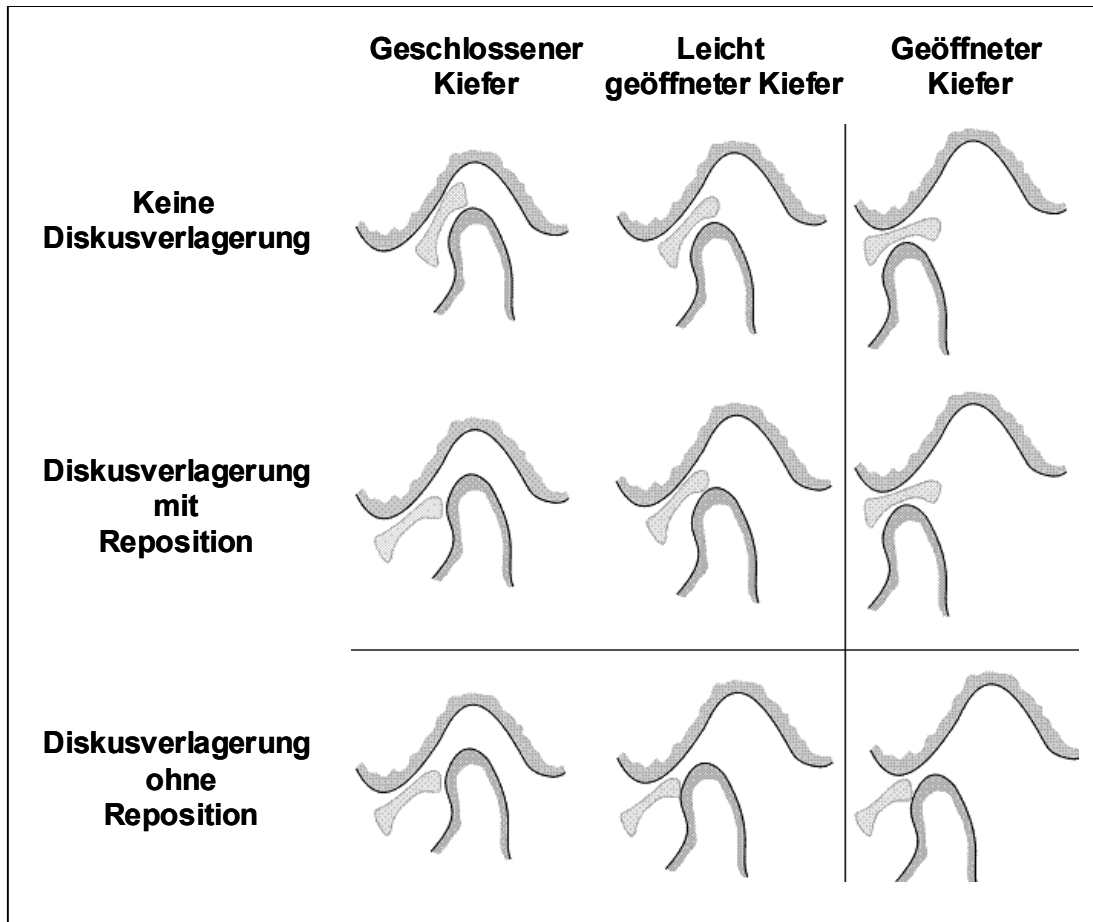 Geschlossener
Kiefer
Leicht
geöffneter Kiefer
Geöffneter
Kiefer
Keine
Diskusverlagerung
Diskusverlagerung
mit
Reposition
Diskusverlagerung
ohne
Reposition